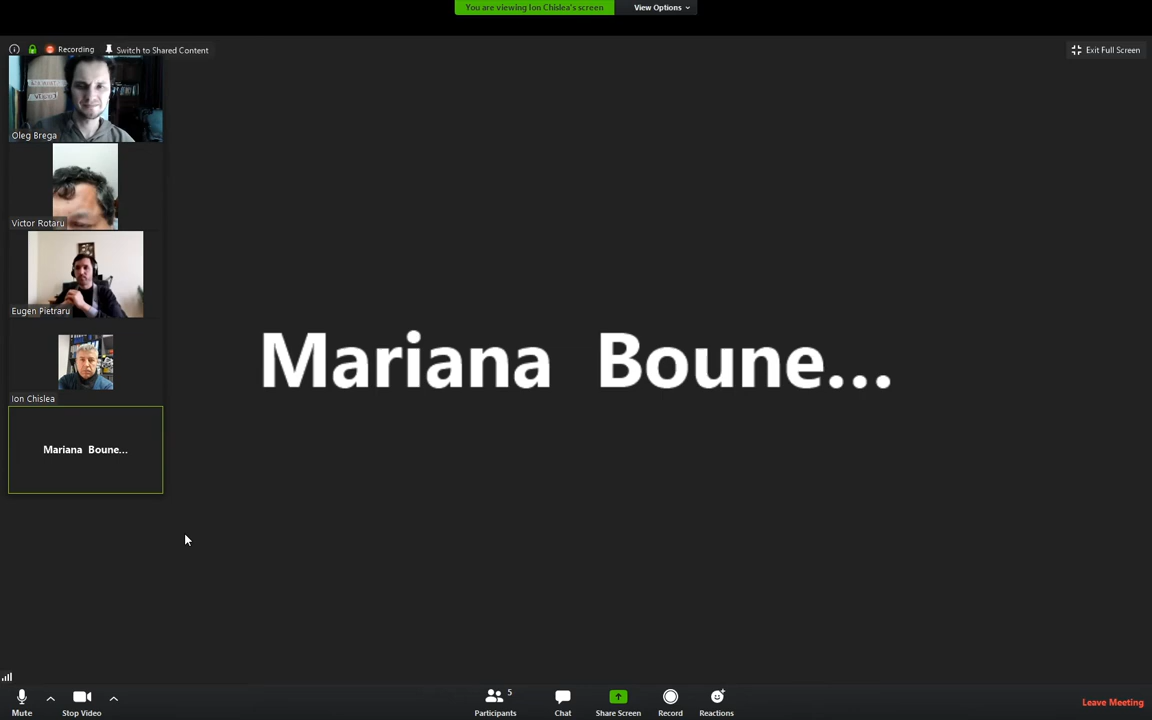 You are viewing Ion Chislea's screen
View Options
Recording
Switch to Shared Content
Exit Full Screen
Oleg Brega
Victor Rotaru
Eugen Pietraru
Ion Chislea
Mariana Boune...
Mariana Boune...
Mute
Stop Video
Participants
5
Chat
Share Screen
Record
Reactions
Leave Meeting